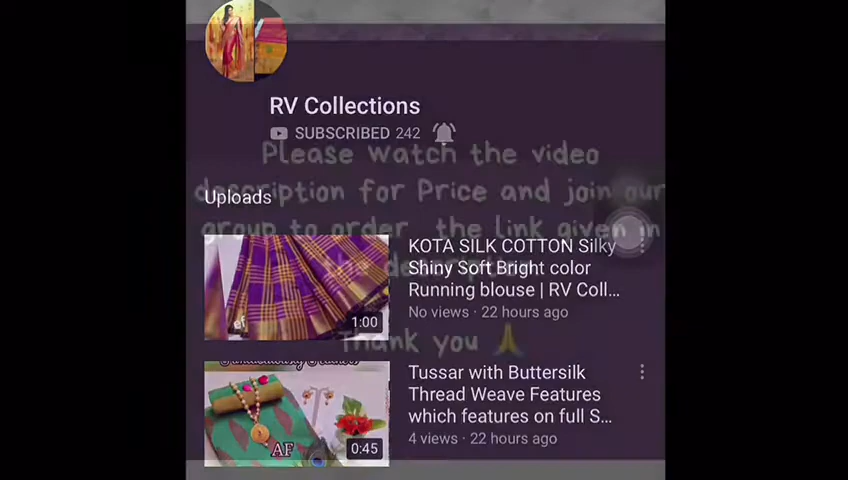 RV Collections
SUBSCRIBED 242
Please watch the video
description for Price and join our
group to order the link given in
the description
Thank you 🙏
Uploads
KOTA SILK COTTON Silky
Shiny Soft Bright color
Running blouse | RV Coll...
No views · 22 hours ago
1:00
Tussar with Buttersilk
Thread Weave Features
which features on full S...
4 views · 22 hours ago
AF
0:45